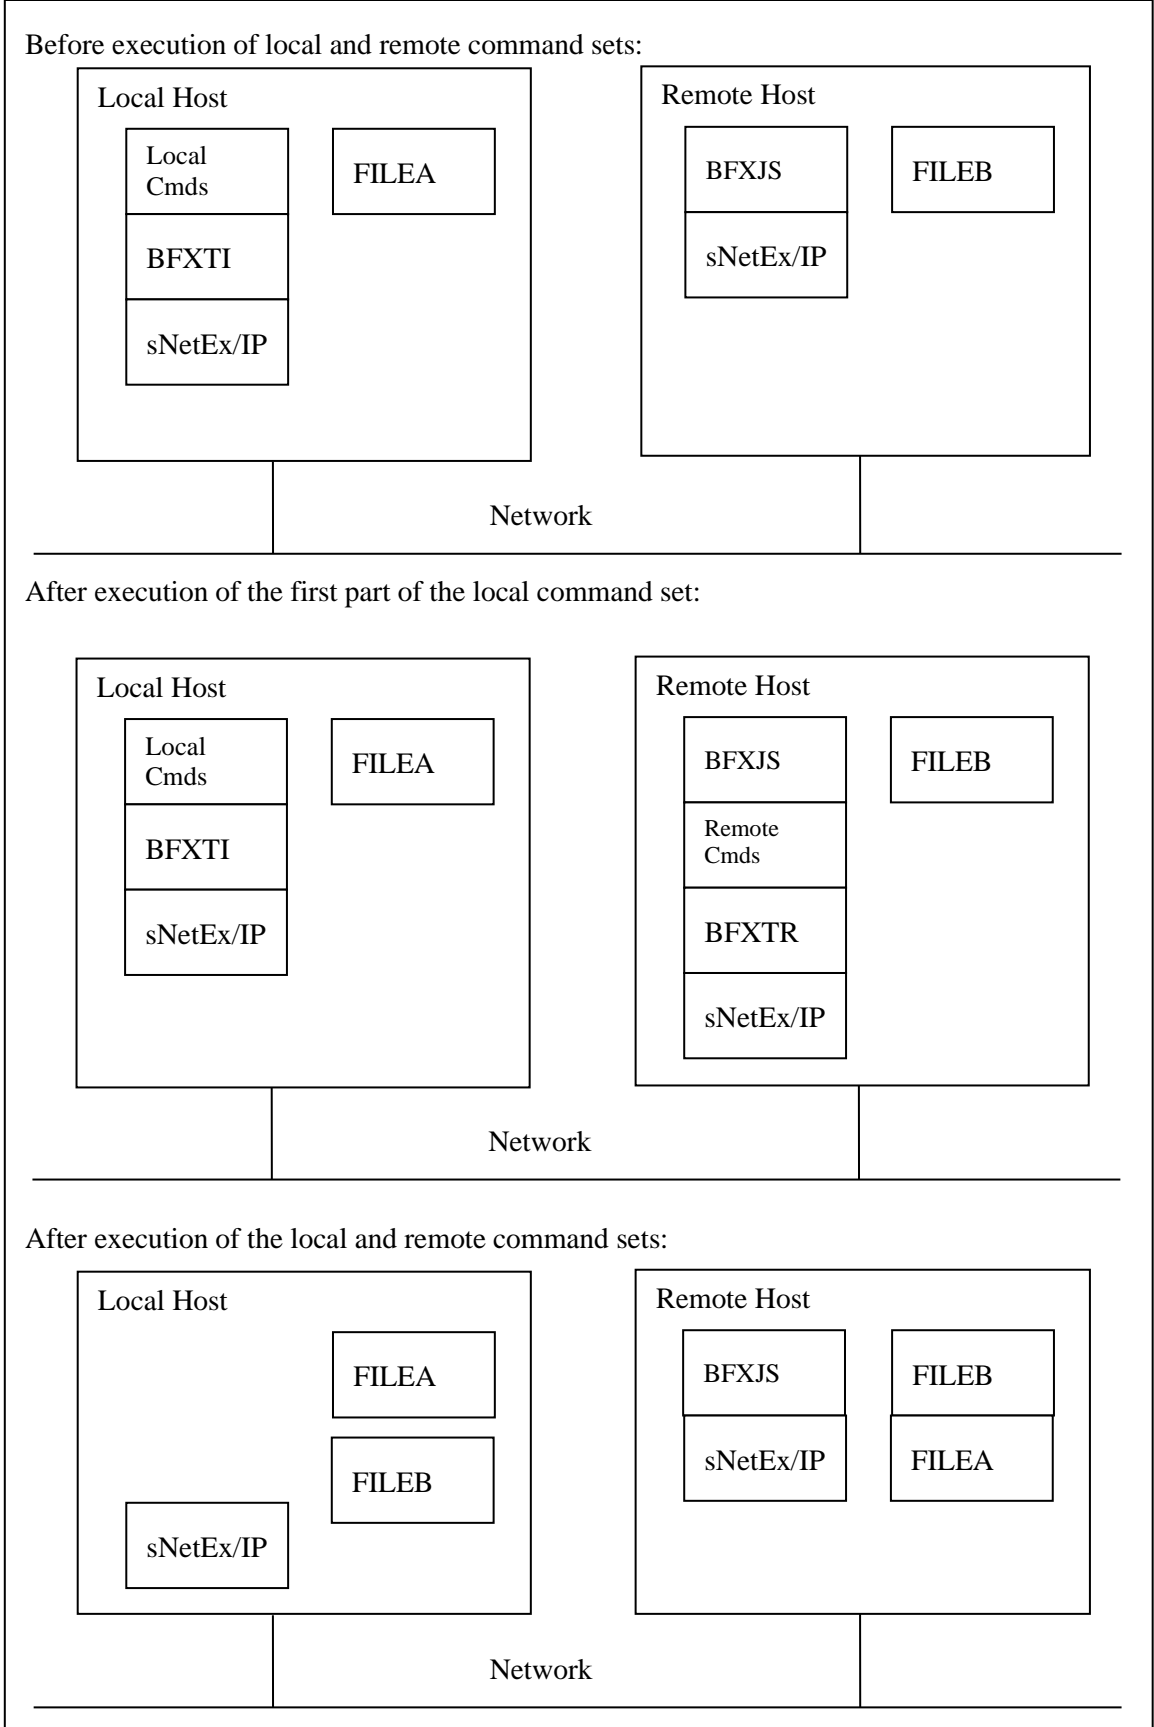 Before execution of local and remote command sets:
Local Host
Local
Cmds
BFXTI
sNetEx/IP
FILEA
Remote Host
BFXJS
sNetEx/IP
FILEB
Network
After execution of the first part of the local command set:
Local Host
Local
Cmds
BFXTI
sNetEx/IP
FILEA
Remote Host
BFXJS
Remote
Cmds
BFXTR
sNetEx/IP
FILEB
Network
After execution of the local and remote command sets:
Local Host
FILEA
FILEB
sNetEx/IP
Remote Host
BFXJS
sNetEx/IP
FILEB
FILEA
Network